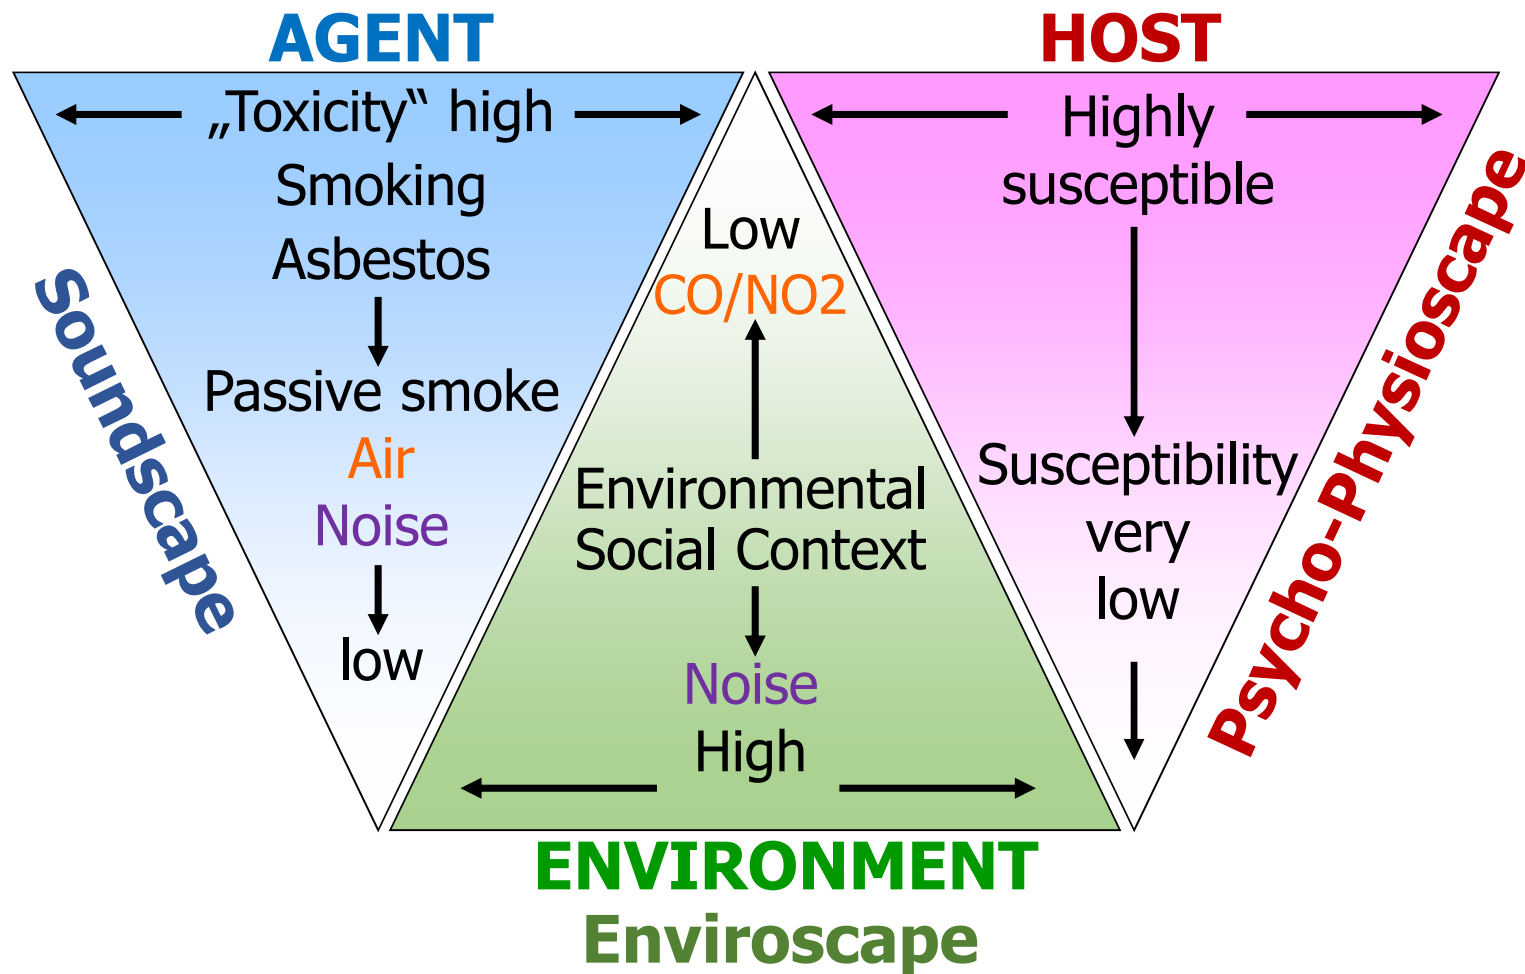 AGENT
„Toxicity“ high
Smoking
Asbestos
Passive smoke
Air
Noise
low
Soundscape
Low
CO/NO2
Environmental
Social Context
Noise
High
ENVIRONMENT
Enviroscape
HOST
Highly
susceptible
Susceptibility
very
low
Psycho-Physioscape